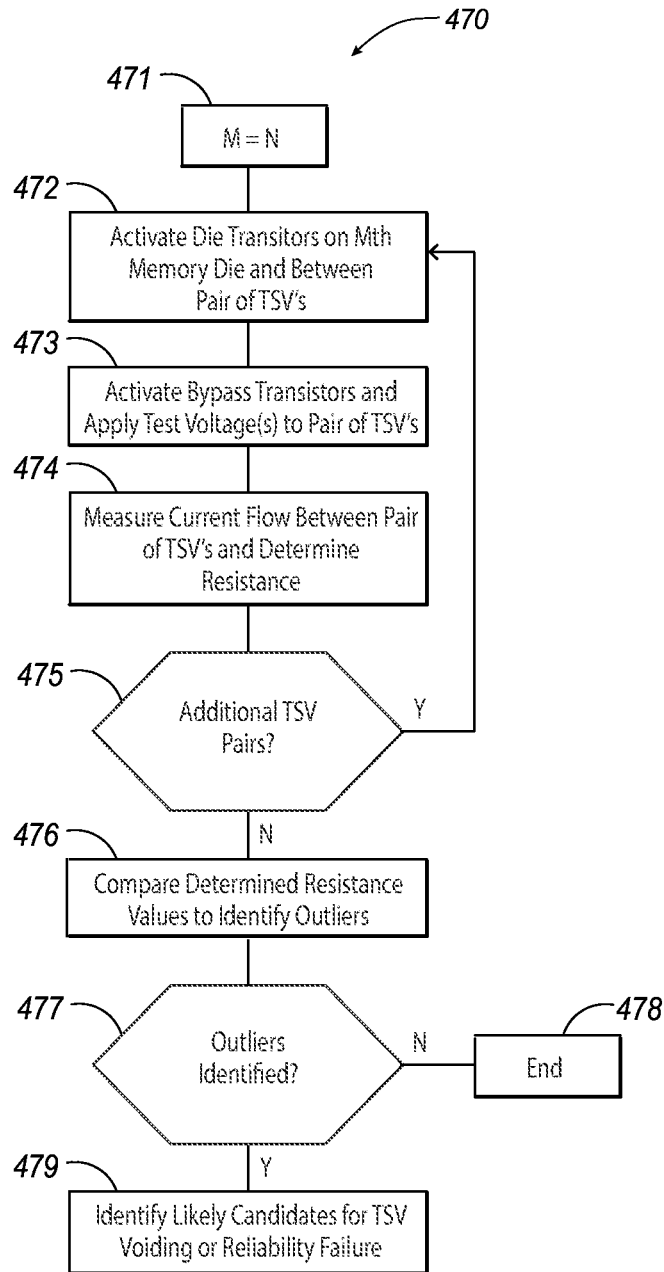 470
471
M = N
472
Activate Die Transitors on Mth
Memory Die and Between
Pair of TSV's
473
Activate Bypass Transistors and
Apply Test Voltage(s) to Pair of TSV's
474
Measure Current Flow Between Pair
of TSV's and Determine
Resistance
475
Additional TSV
Pairs?
Y
N
476
Compare Determined Resistance
Values to Identify Outliers
477
Outliers
Identified?
N
478
End
Y
479
Identify Likely Candidates for TSV
Voiding or Reliability Failure